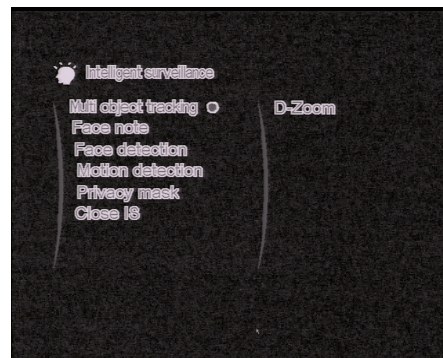 Intelligent surveillance
Multi object tracking
D-Zoom
Face note
Face detection
Motion detection
Privacy mask
Close IS